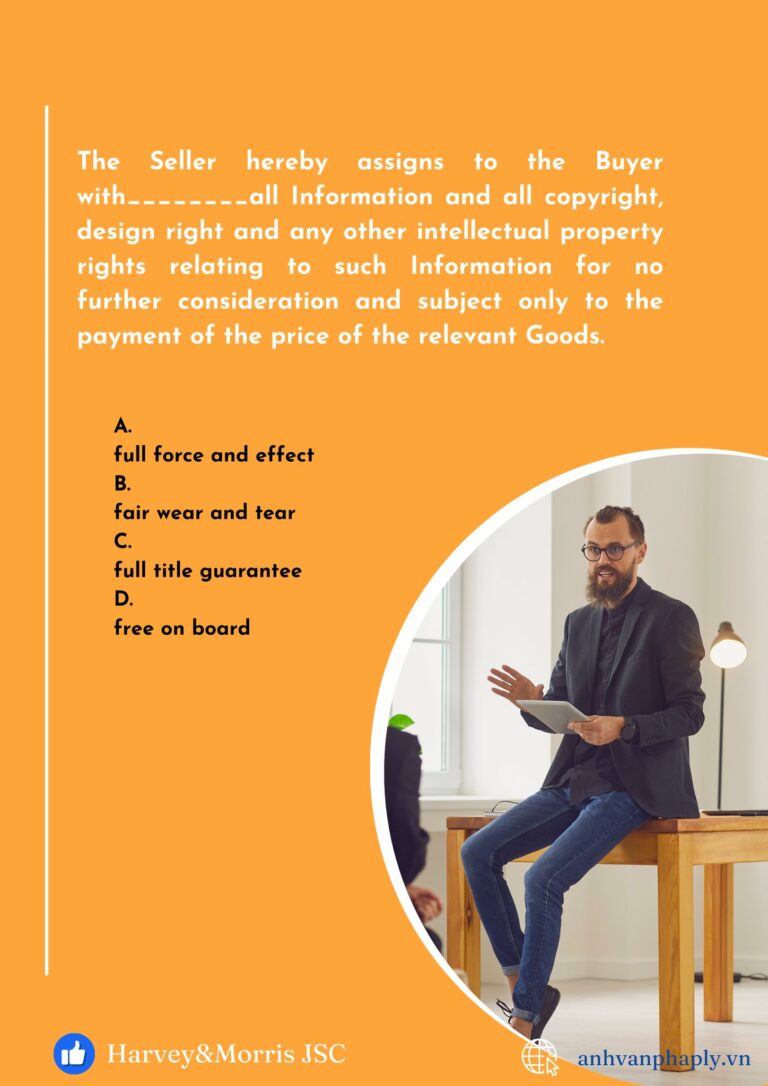 The Seller hereby assigns to the Buyer
with________all Information and all copyright,
design right and any other intellectual property
rights relating to such Information for no
further consideration and subject only to the
payment of the price of the relevant Goods.
A.
full force and effect
B.
fair wear and tear
C.
full title guarantee
D.
free on board
Harvey&Morris JSC
anhvanphaply.vn